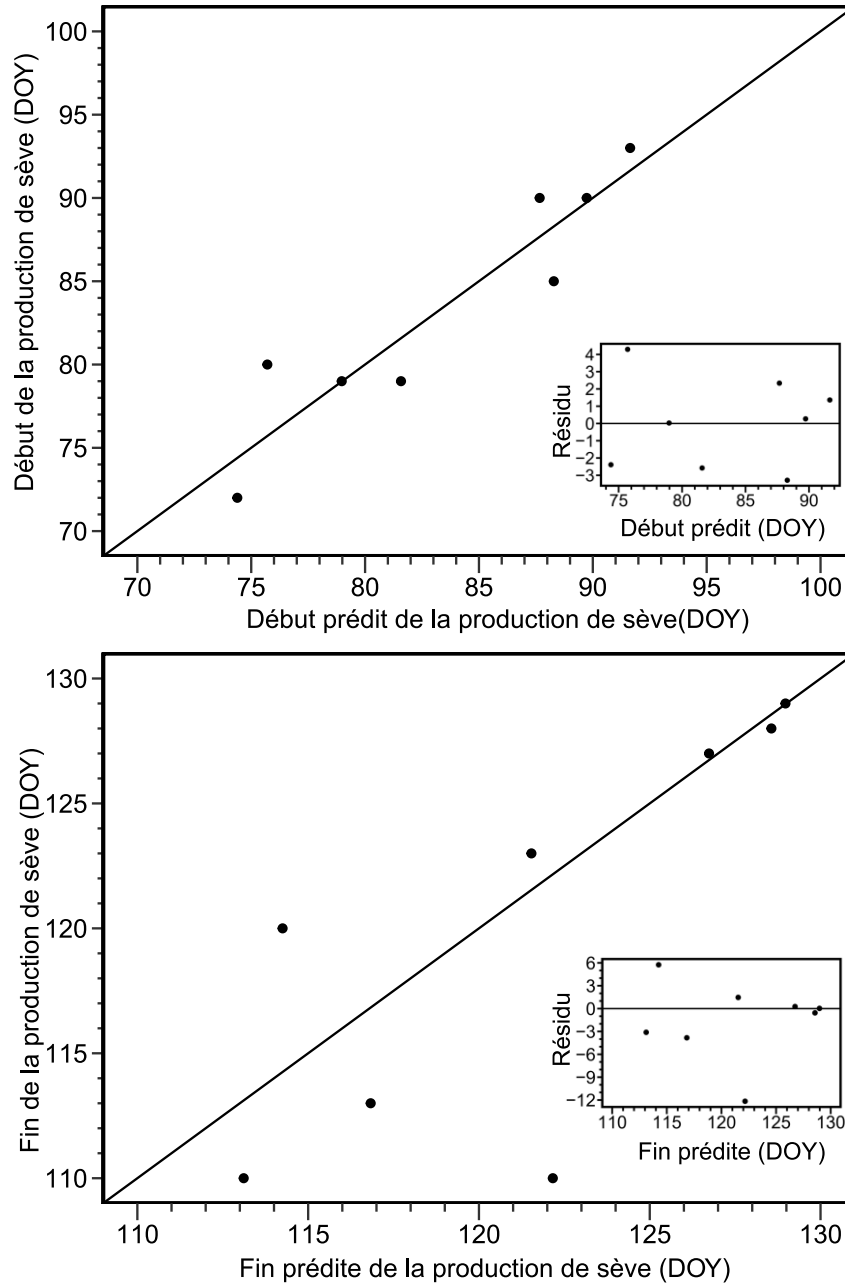 Début de la production de sève (DOY)
100
95
90
85
80
75
70
70 75 80 85 90 95 100
Début prédit de la production de sève(DOY)
Résidu
4
3
2
1
0
−1
−2
−3
75 80 85 90
Début prédit (DOY)
Fin de la production de sève (DOY)
130
125
120
115
110
110 115 120 125 130
Fin prédite de la production de sève (DOY)
Résidu
6
3
0
−3
−6
−9
−12
110 115 120 125 130
Fin prédite (DOY)